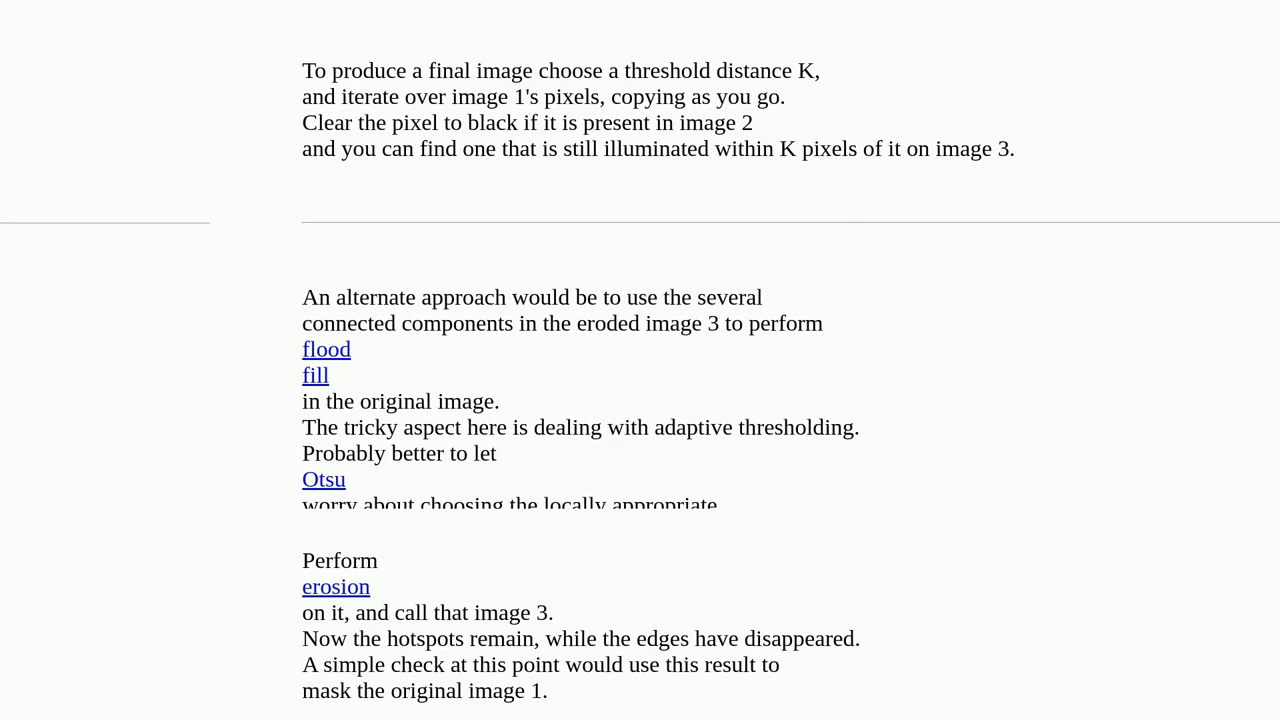 To produce a final image choose a threshold distance K,
and iterate over image 1's pixels, copying as you go.
Clear the pixel to black if it is present in image 2
and you can find one that is still illuminated within K pixels of it on image 3.
An alternate approach would be to use the several
connected components in the eroded image 3 to perform
flood
fill
in the original image.
The tricky aspect here is dealing with adaptive thresholding.
Probably better to let
Otsu
worry about choosing the locally appropriate
Perform
erosion
on it, and call that image 3.
Now the hotspots remain, while the edges have disappeared.
A simple check at this point would use this result to
mask the original image 1.